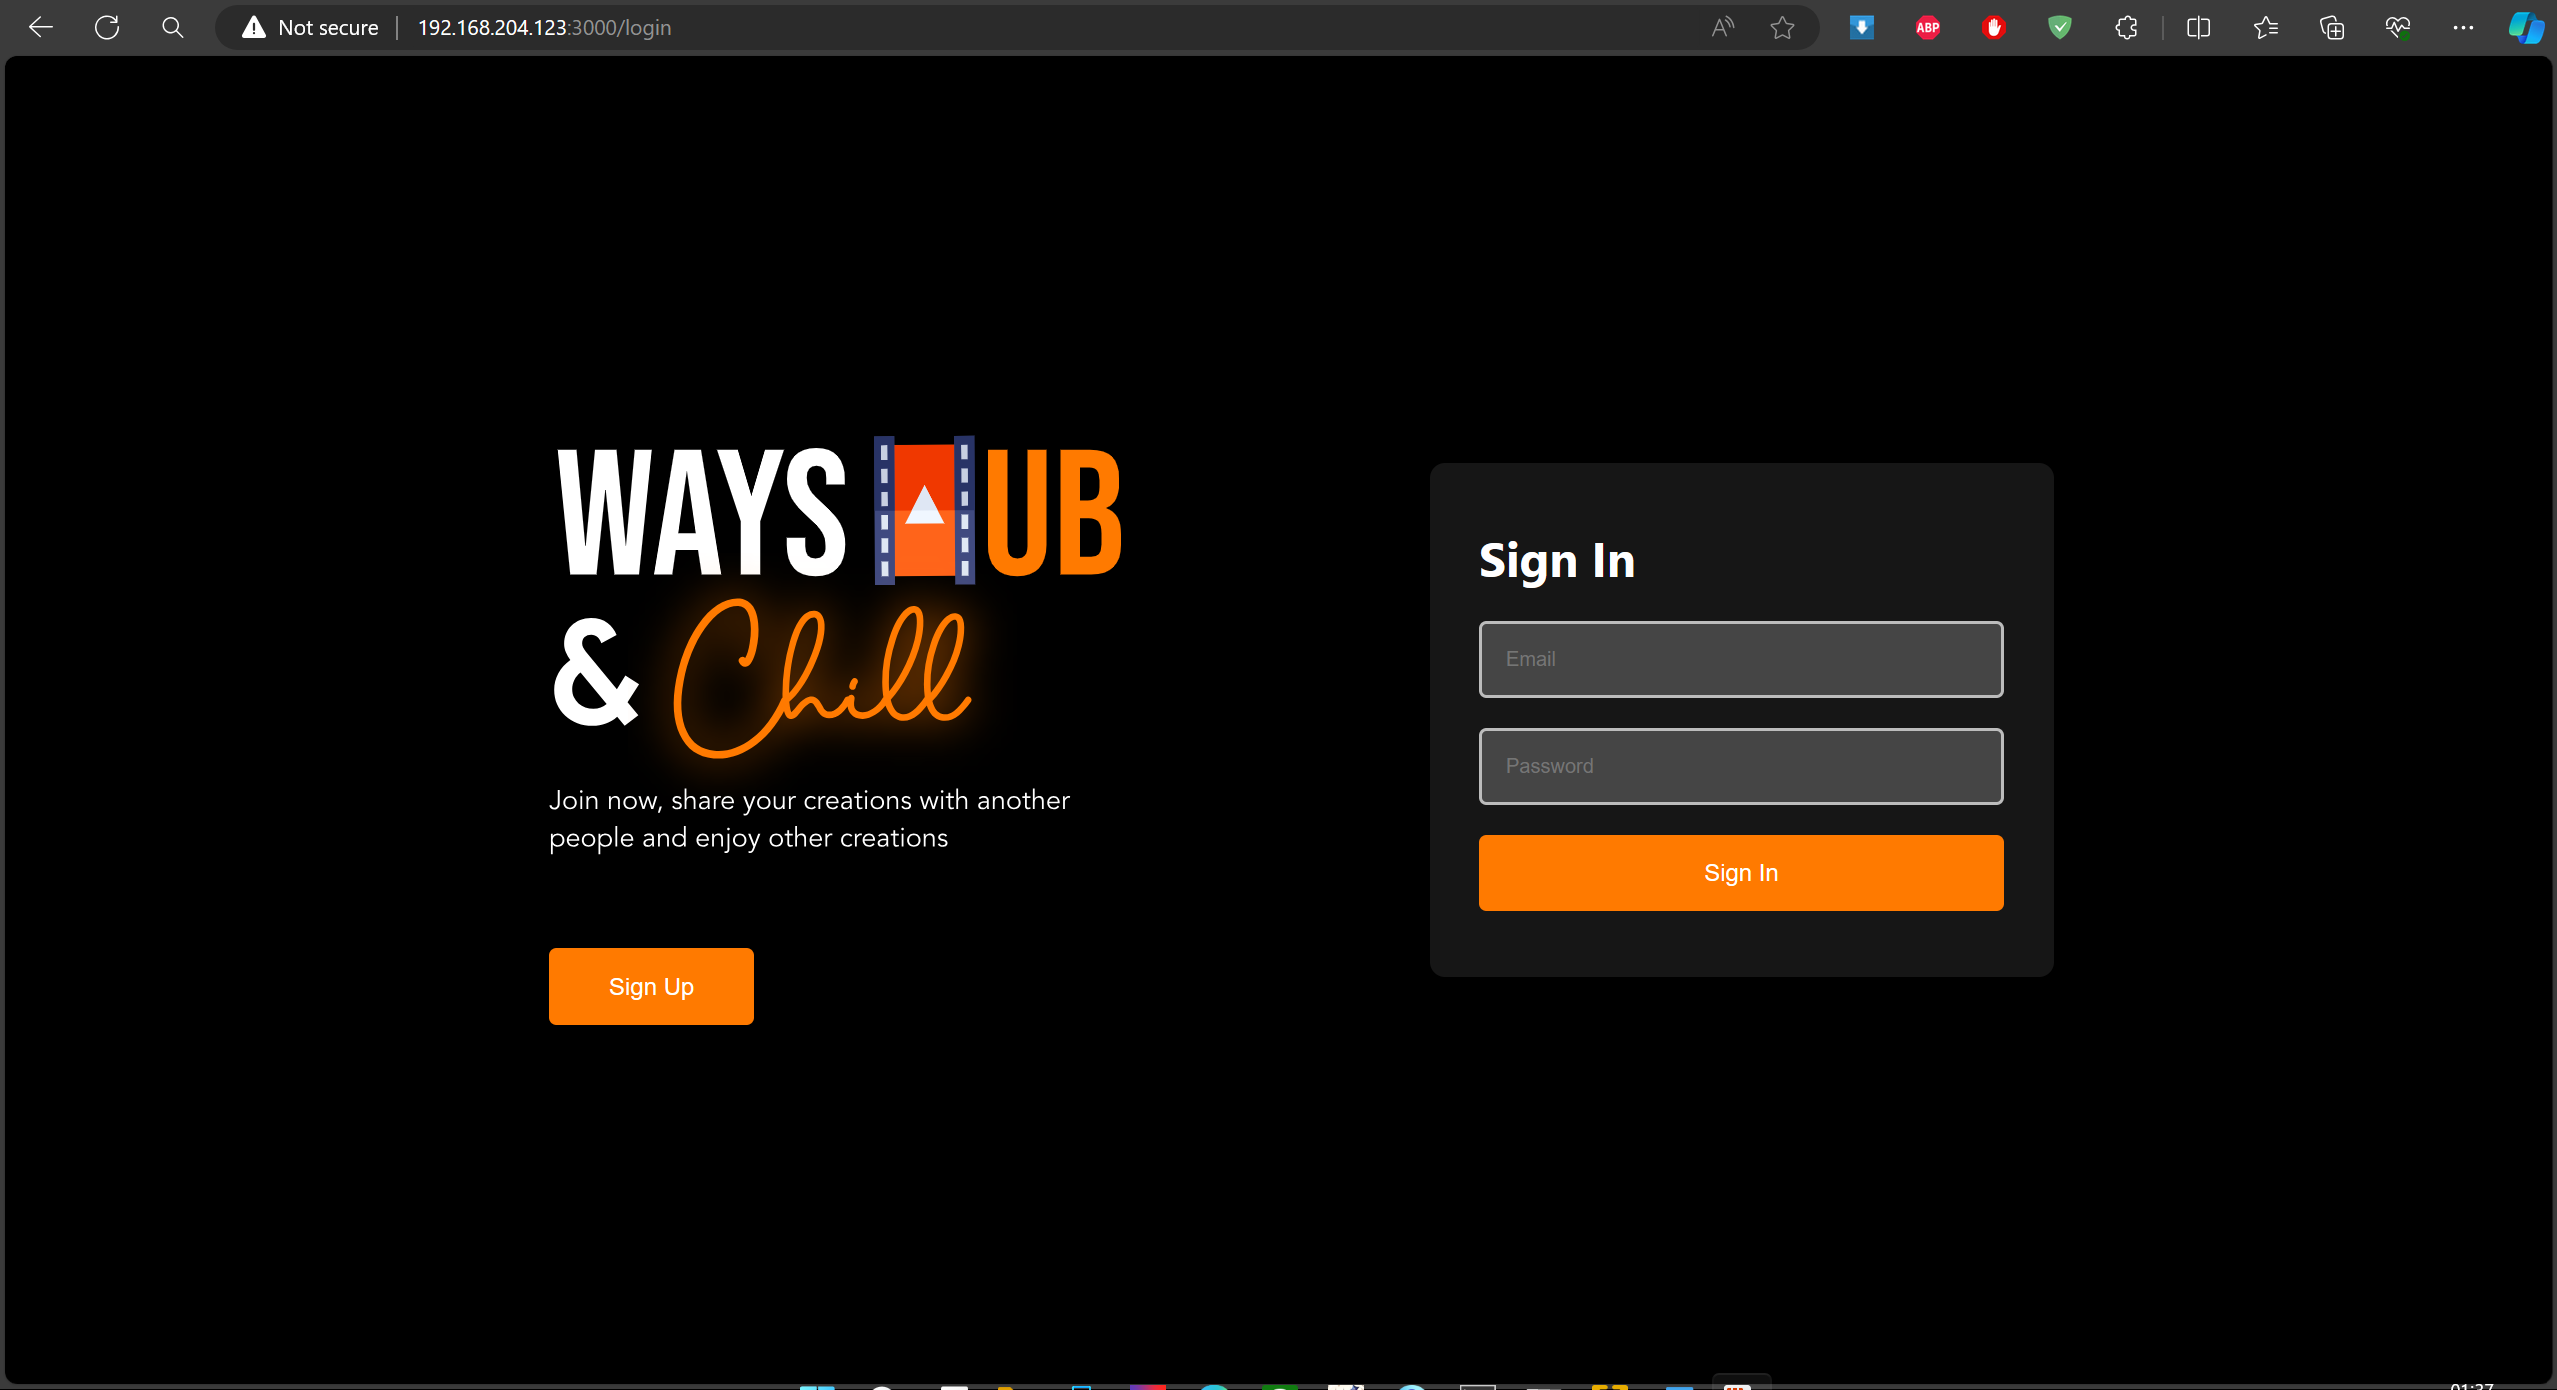 Not secure | 192.168.204.123:3000/login
ABP
WAYS HUB
& Chill
Join now, share your creations with another
people and enjoy other creations
Sign Up
Sign In
Email
Password
Sign In